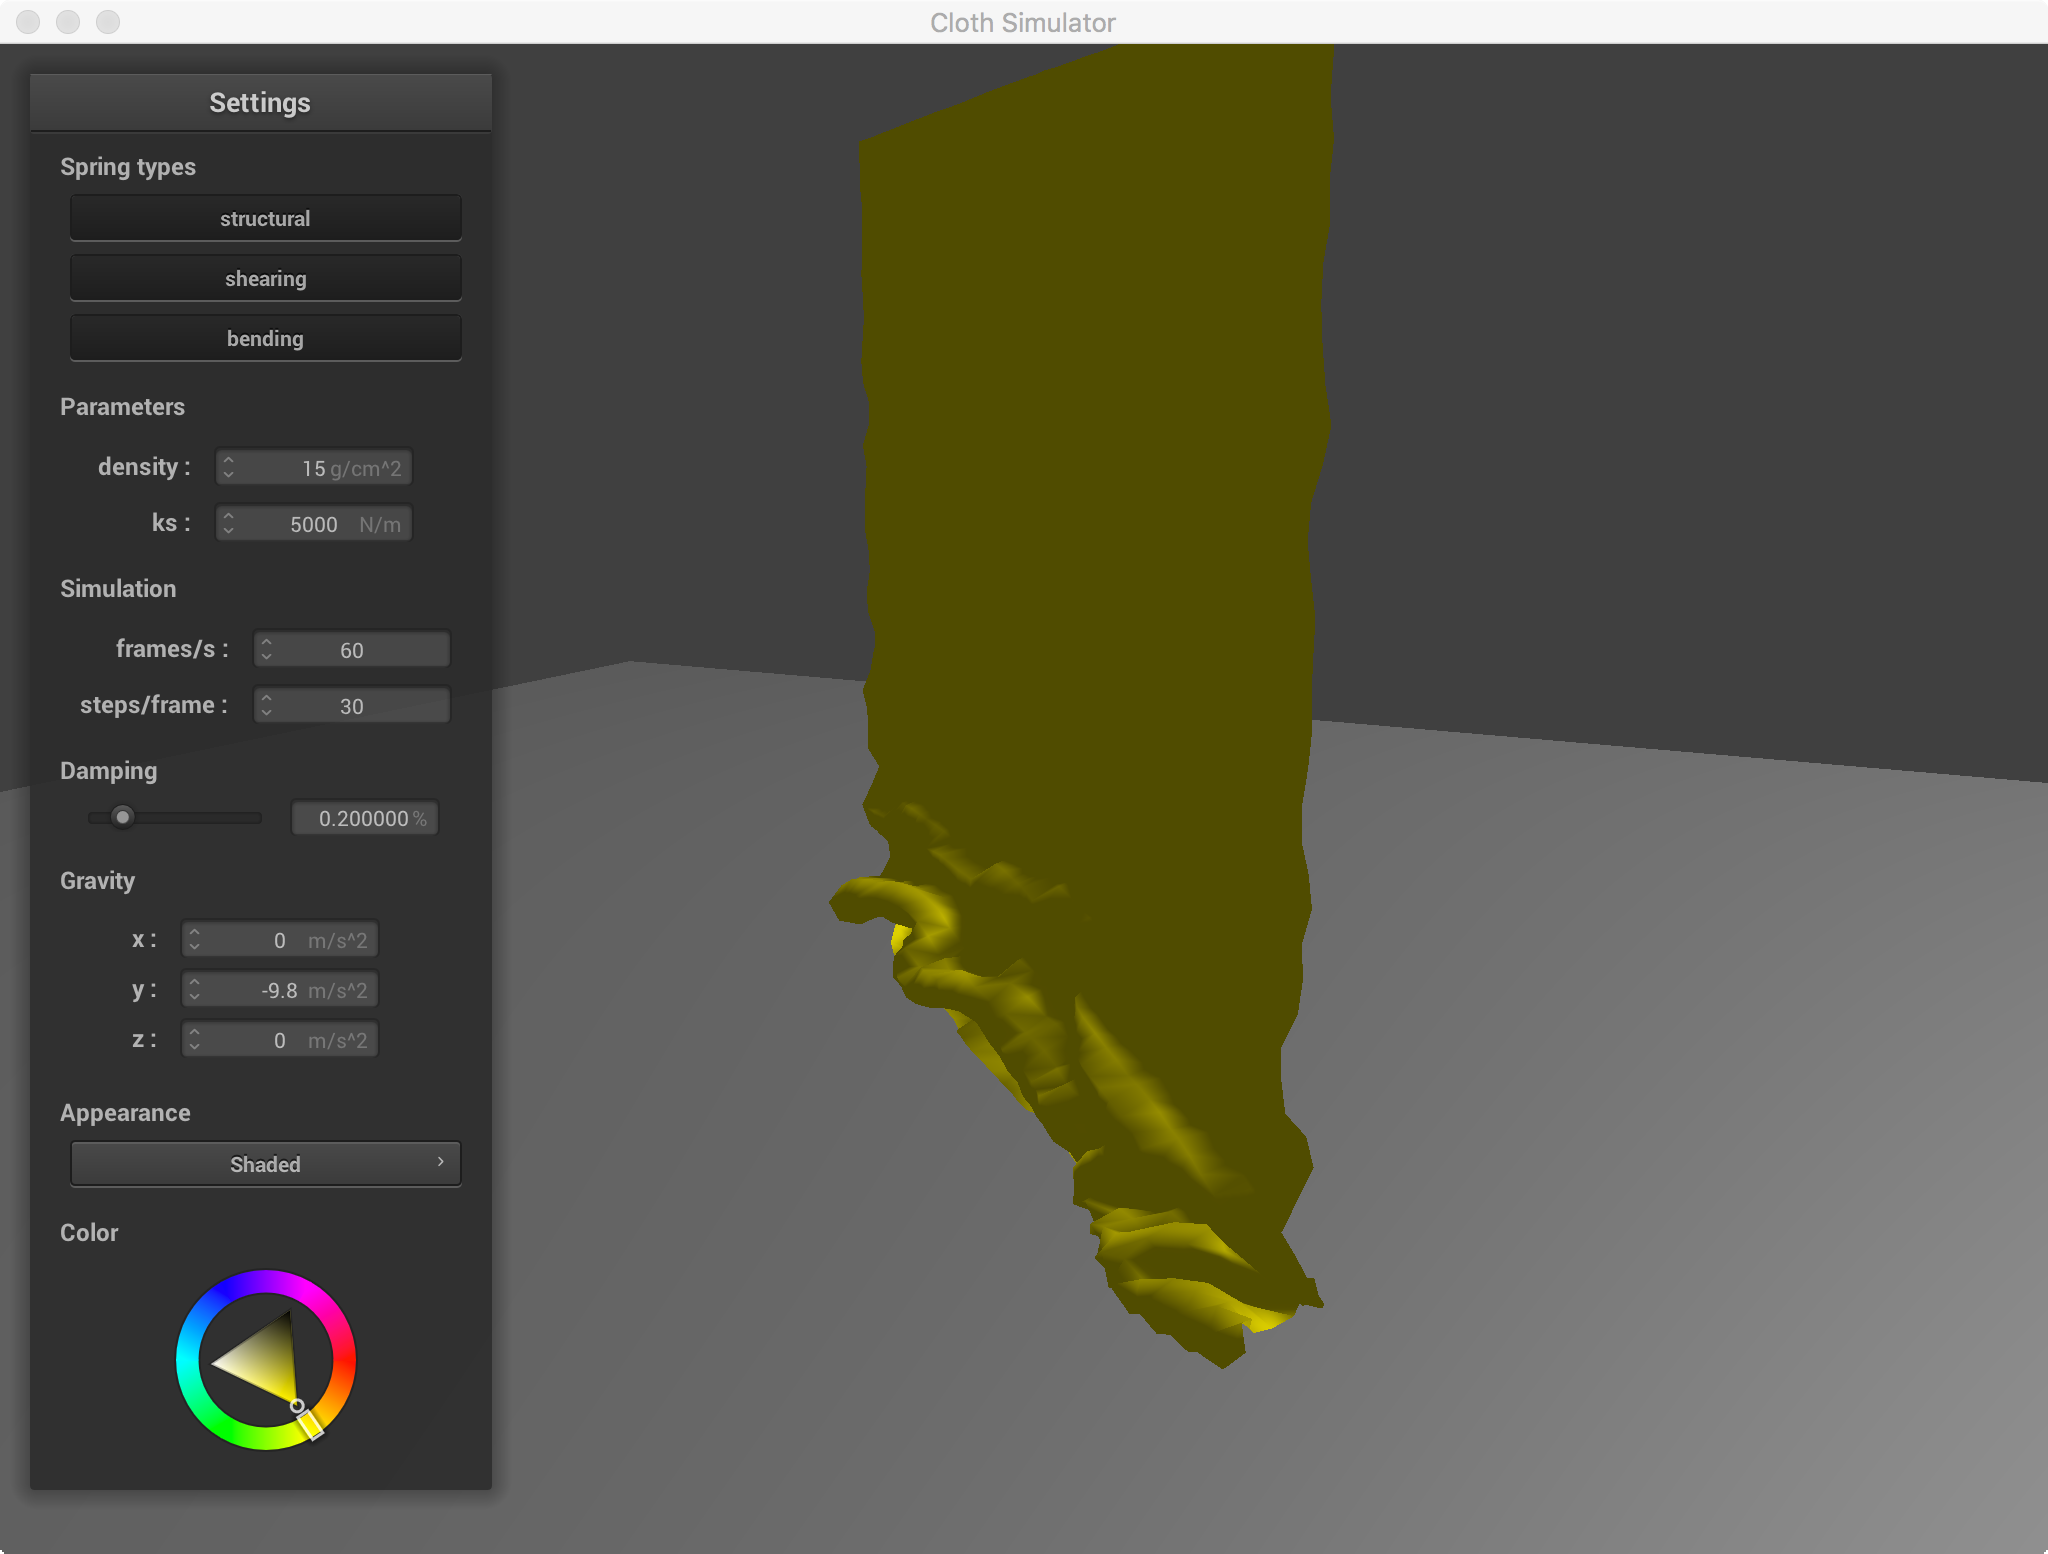 Cloth Simulator
Settings
Spring types
structural
shearing
bending
Parameters
density : 15 g/cm^2
ks : 5000 N/m
Simulation
frames/s : 60
steps/frame : 30
Damping
0.200000 %
Gravity
x : 0 m/s^2
y : -9.8 m/s^2
z : 0 m/s^2
Appearance
Shaded
Color